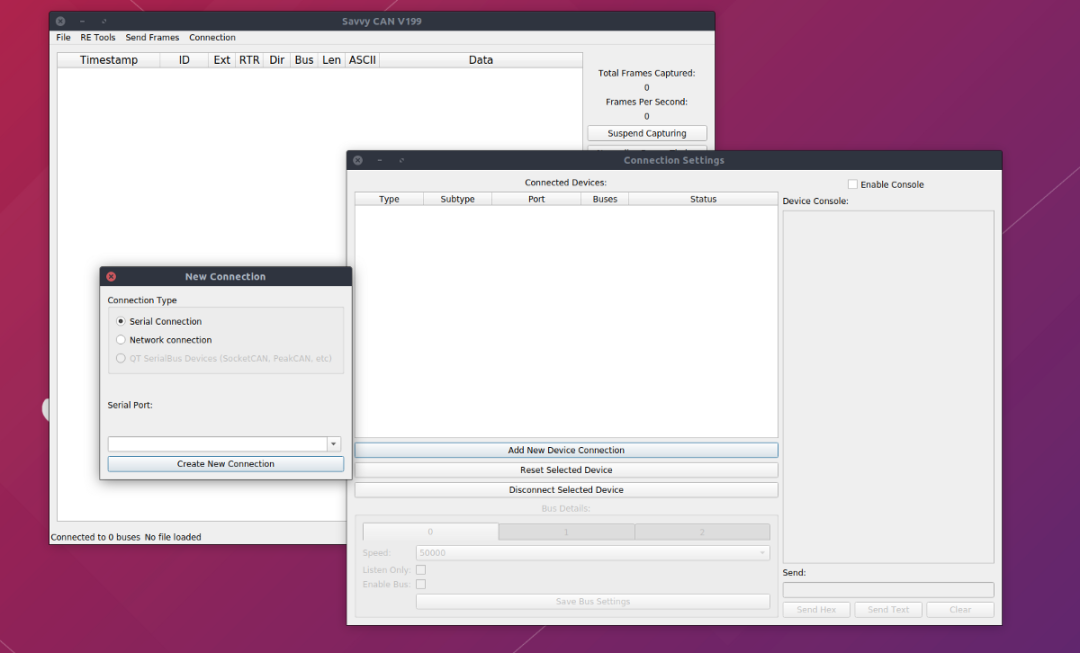 Savvy CAN V199
File RE Tools Send Frames Connection
Timestamp ID Ext RTR Dir Bus Len ASCII Data
Total Frames Captured:
0
Frames Per Second:
0
Suspend Capturing
Connected to 0 buses No file loaded
Connection Settings
Connected Devices:
Type Subtype Port Buses Status
Add New Device Connection
Reset Selected Device
Disconnect Selected Device
Bus Details:
0 1 2
Speed: 50000
Listen Only:
Enable Bus:
Save Bus Settings
Enable Console
Device Console:
Send:
Send Hex Send Text Clear
New Connection
Connection Type
Serial Connection
Network connection
QT SerialBus Devices (SocketCAN, PeakCAN, etc)
Serial Port:
Create New Connection